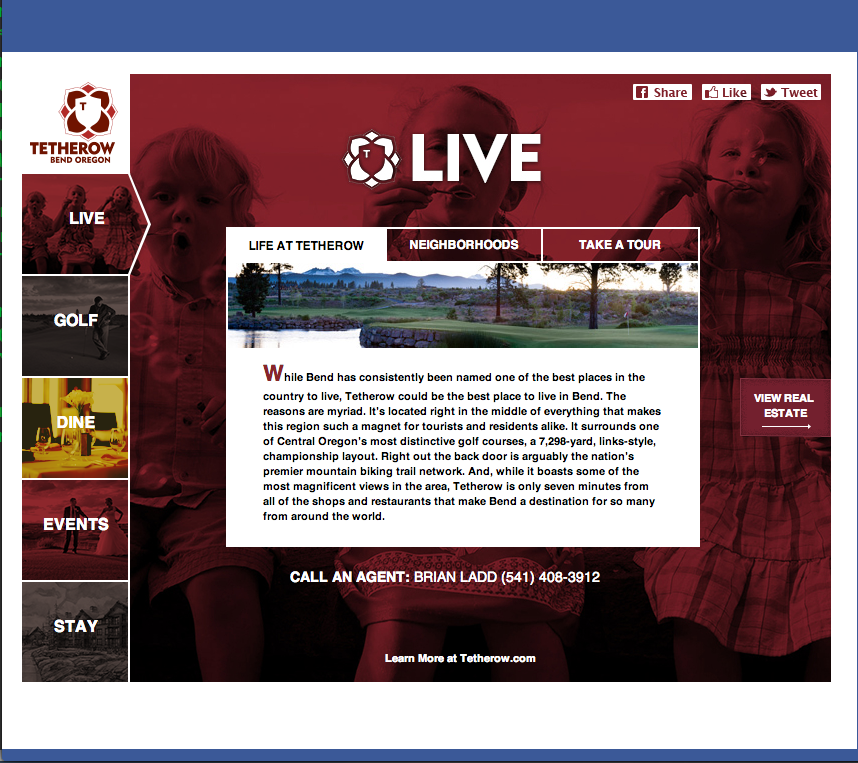 Share
Like
Tweet
T
TETHEROW
BEND OREGON
LIVE
GOLF
DINE
EVENTS
STAY
T
LIVE
LIFE AT TETHEROW
NEIGHBORHOODS
TAKE A TOUR
While Bend has consistently been named one of the best places in the
country to live, Tetherow could be the best place to live in Bend. The
reasons are myriad. It's located right in the middle of everything that makes
this region such a magnet for tourists and residents alike. It surrounds one
of Central Oregon's most distinctive golf courses, a 7,298-yard, links-style,
championship layout. Right out the back door is arguably the nation's
premier mountain biking trail network. And, while it boasts some of the
most magnificent views in the area, Tetherow is only seven minutes from
all of the shops and restaurants that make Bend a destination for so many
from around the world.
VIEW REAL
ESTATE
CALL AN AGENT: BRIAN LADD (541) 408-3912
Learn More at Tetherow.com